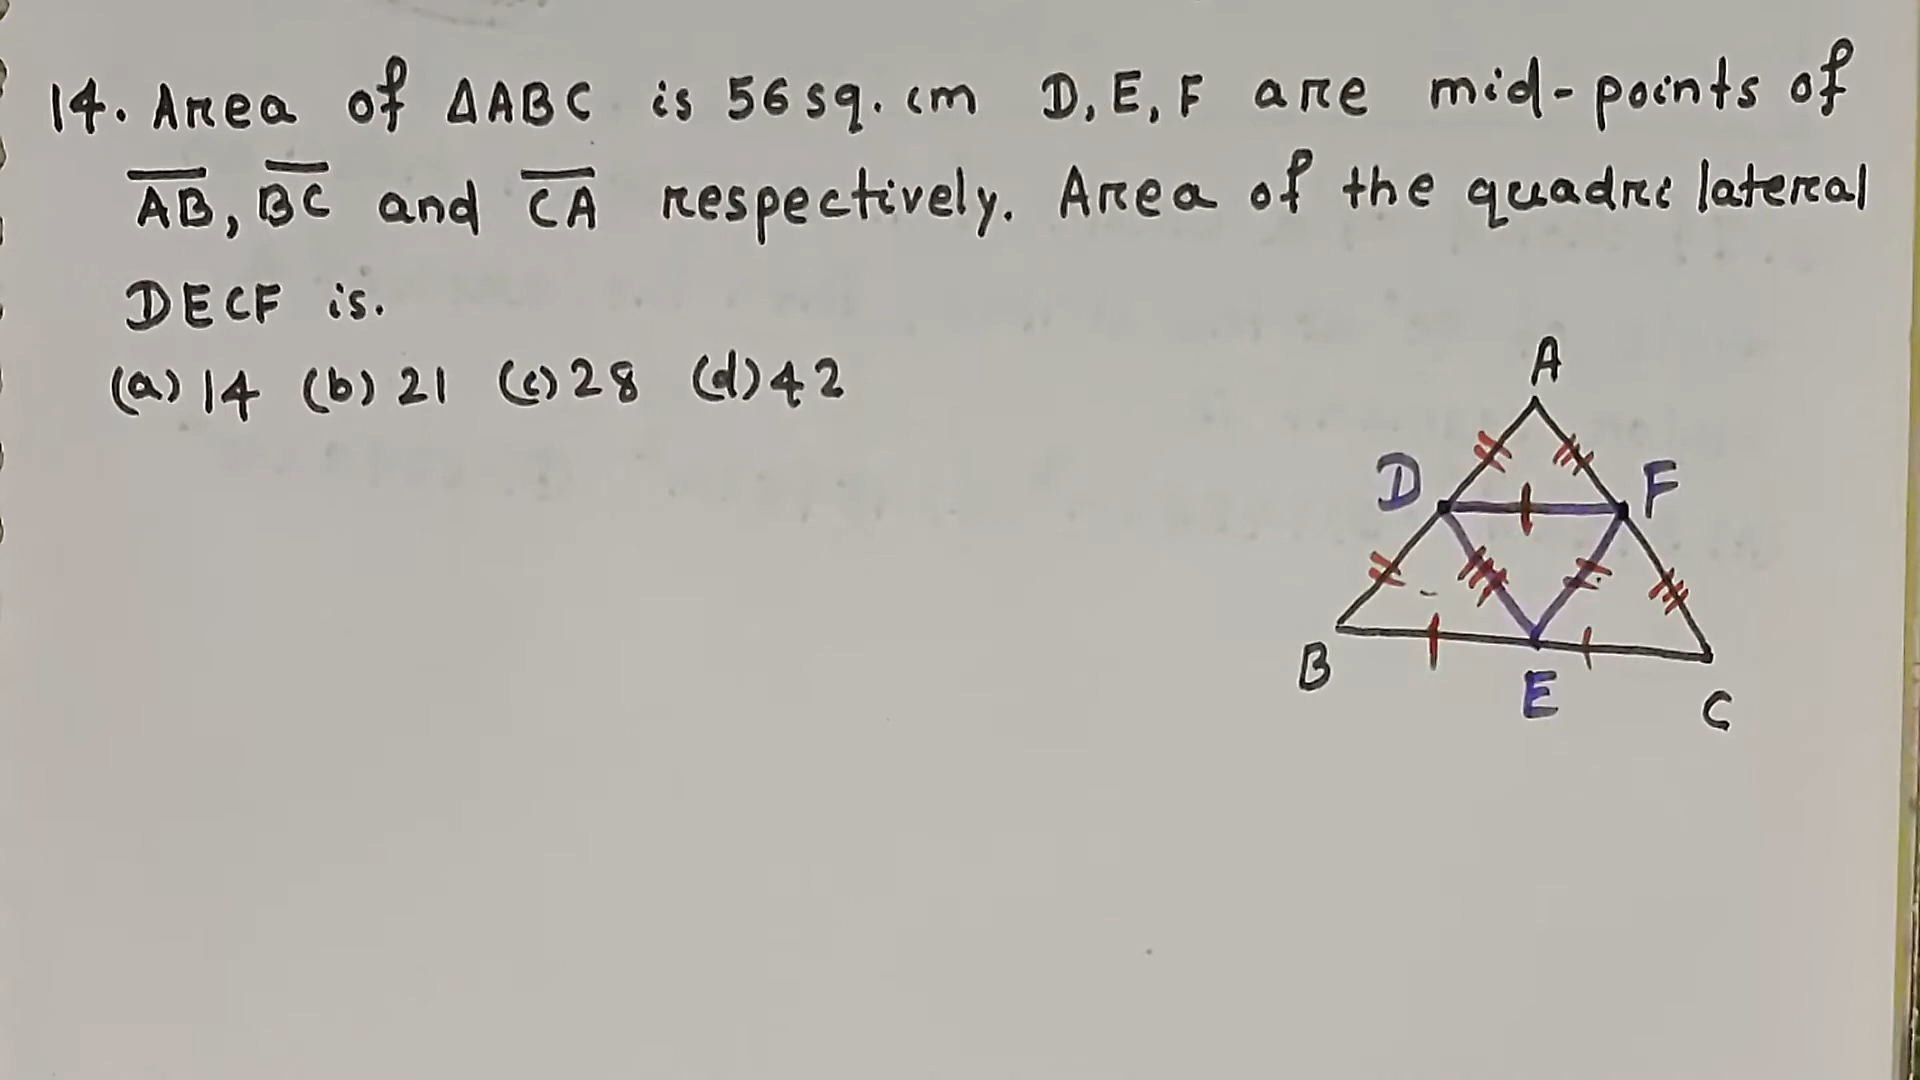 14. Area of ΔABC is 56 sq. cm D, E, F are mid-points of
AB, BC and CA respectively. Area of the quadrilateral
DECF is.
(a) 14 (b) 21 (c) 28 (d) 42
A
D F
B E C